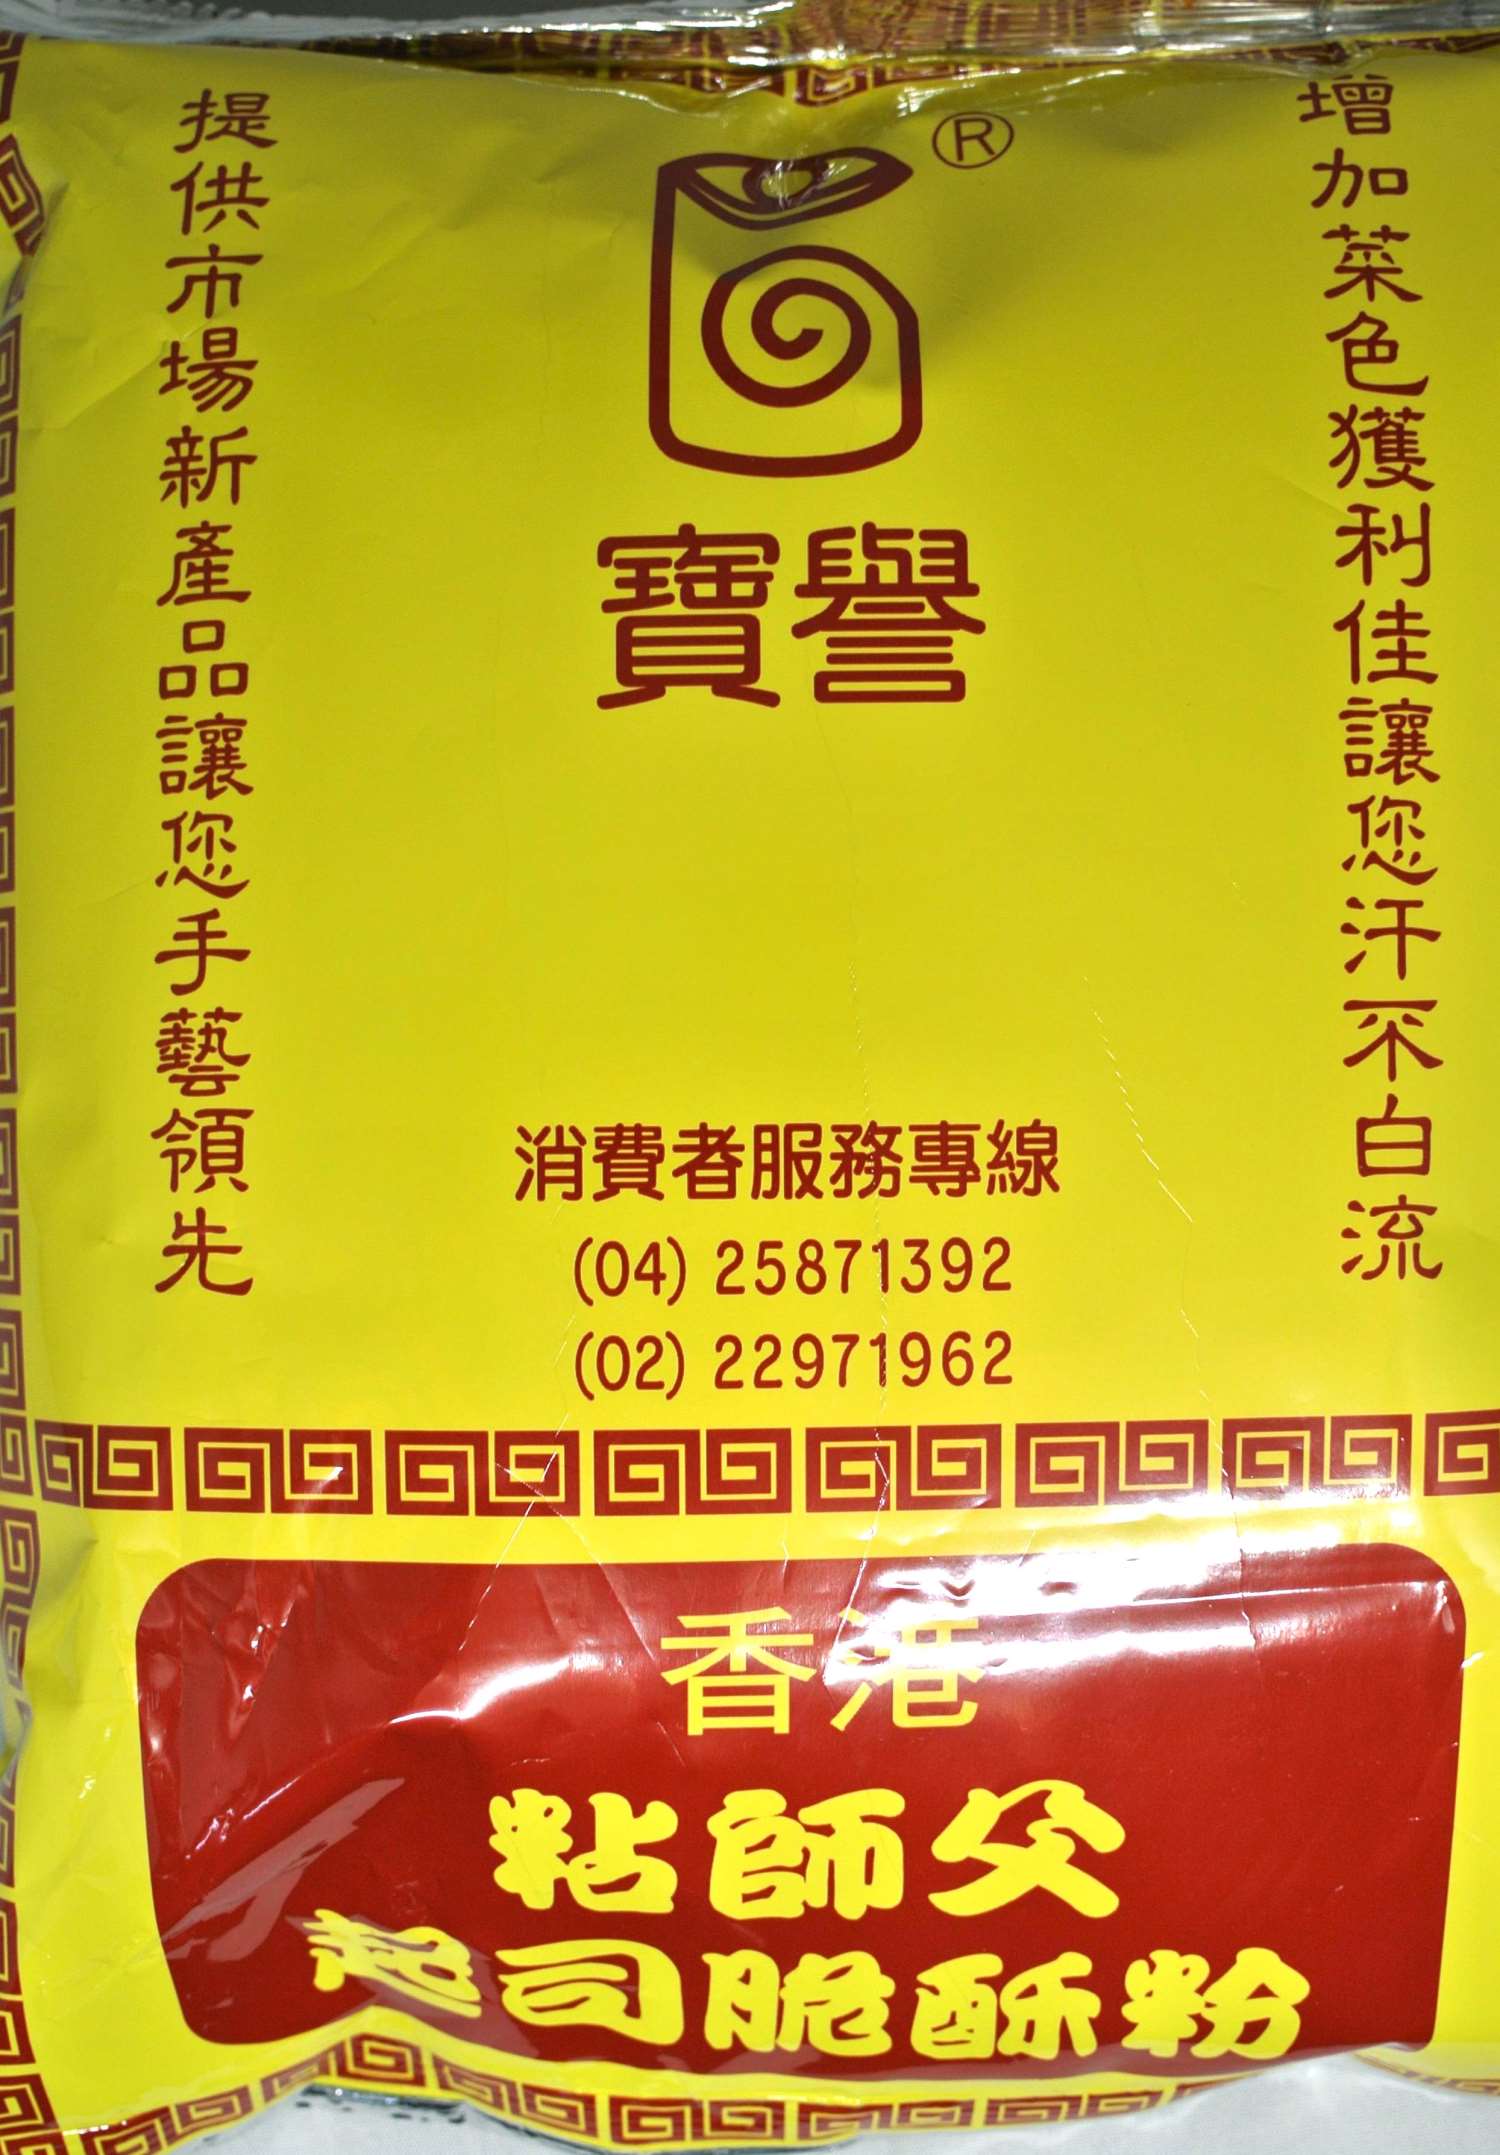 增加菜色獲利佳讓您汗不白流
®
寶譽
提供市場新產品讓您手藝領先
消費者服務專線
(04) 25871392
(02) 22971962
香港
粘師父
起司脆酥粉